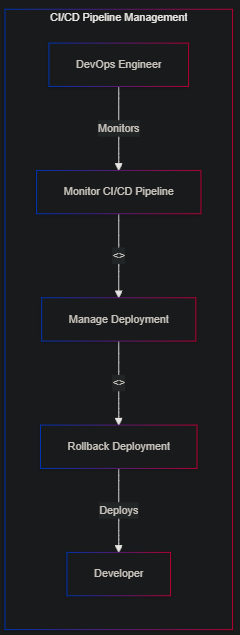 CI/CD Pipeline Management
DevOps Engineer
Monitors
Monitor CI/CD Pipeline
<>
Manage Deployment
<>
Rollback Deployment
Deploys
Developer